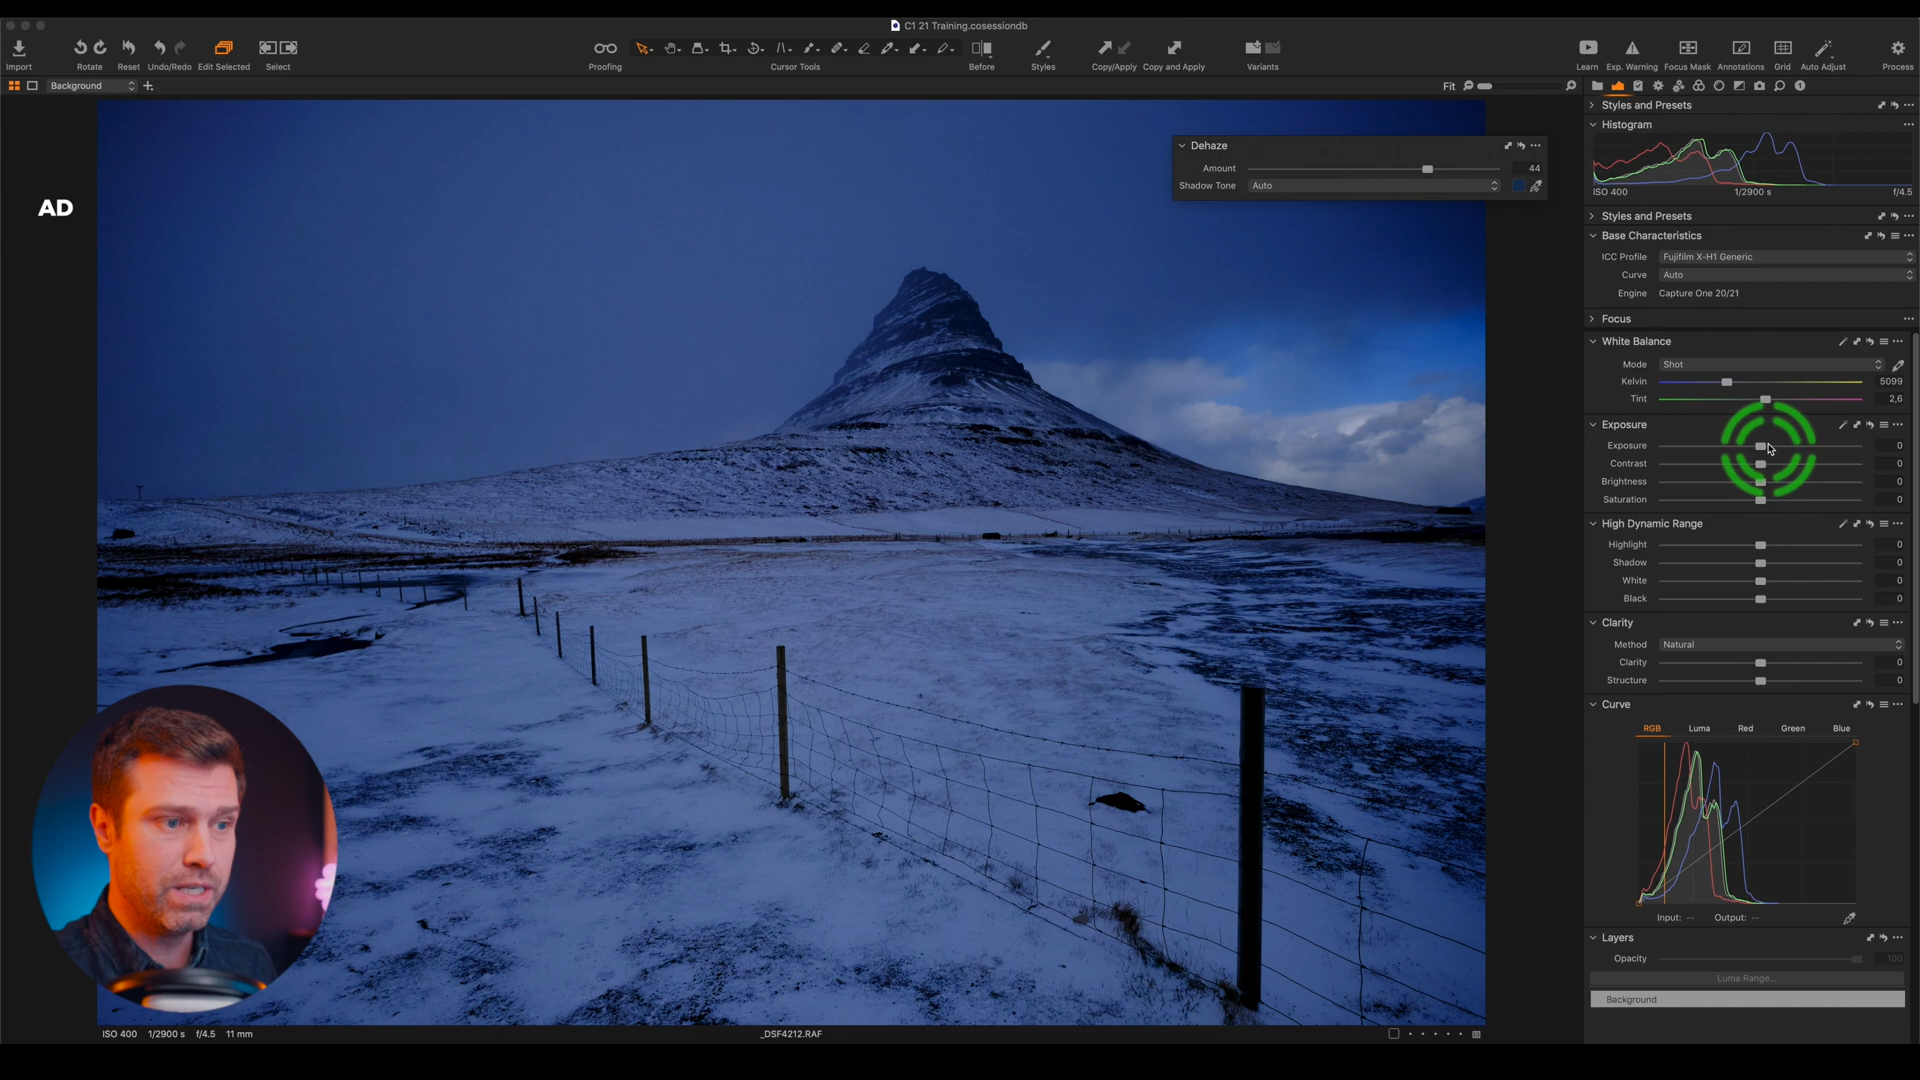 C1 21 Training.cosessiondb
Import
Rotate
Reset
Undo/Redo
Edit Selected
Select
Proofing
Cursor Tools
Before
Styles
Copy/Apply
Copy and Apply
Variants
Learn
Exp. Warning
Focus Mask
Annotations
Grid
Auto Adjust
Process
Background
Fit
AD
Dehaze
Amount 44
Shadow Tone Auto
Styles and Presets
Histogram
ISO 400 1/2900 s f/4.5
Styles and Presets
Base Characteristics
ICC Profile Fujifilm X-H1 Generic
Curve Auto
Engine Capture One 20/21
Focus
White Balance
Mode Shot
Kelvin 5099
Tint 2,6
Exposure
Exposure 0
Contrast 0
Brightness 0
Saturation 0
High Dynamic Range
Highlight 0
Shadow 0
White 0
Black 0
Clarity
Method Natural
Clarity 0
Structure 0
Curve
RGB Luma Red Green Blue
Input: -- Output: --
Layers
Opacity 100
Luma Range...
Background
ISO 400 1/2900 s f/4.5 11 mm
_DSF4212.RAF